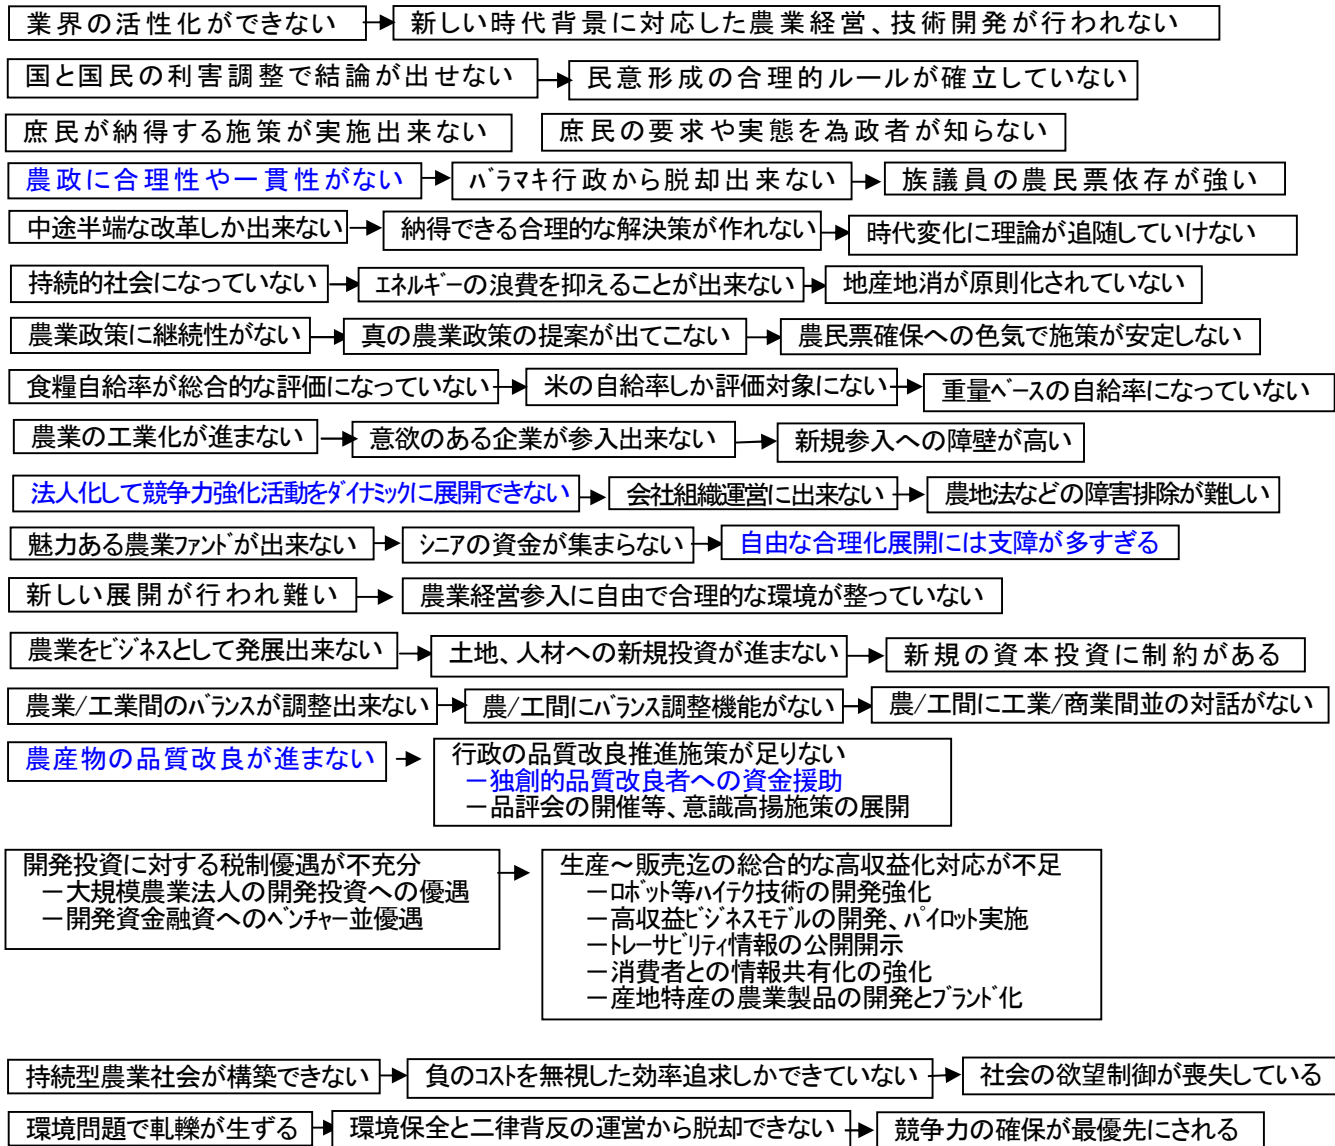 業界の活性化ができない → 新しい時代背景に対応した農業経営、技術開発が行われない
国と国民の利害調整で結論が出せない → 民意形成の合理的ルールが確立していない
庶民が納得する施策が実施出来ない 庶民の要求や実態を為政者が知らない
農政に合理性や一貫性がない → バラマキ行政から脱却出来ない → 族議員の農民票依存が強い
中途半端な改革しか出来ない → 納得できる合理的な解決策が作れない → 時代変化に理論が追随していけない
持続的社会になっていない → エネルギーの浪費を抑えることが出来ない → 地産地消が原則化されていない
農業政策に継続性がない → 真の農業政策の提案が出てこない → 農民票確保への色気で施策が安定しない
食糧自給率が総合的な評価になっていない → 米の自給率しか評価対象にない → 重量ベースの自給率になっていない
農業の工業化が進まない → 意欲のある企業が参入出来ない → 新規参入への障壁が高い
法人化して競争力強化活動をダイナミックに展開できない → 会社組織運営に出来ない → 農地法などの障害排除が難しい
魅力ある農業ファンドが出来ない → シニアの資金が集まらない → 自由な合理化展開には支障が多すぎる
新しい展開が行われ難い → 農業経営参入に自由で合理的な環境が整っていない
農業をビジネスとして発展出来ない → 土地、人材への新規投資が進まない → 新規の資本投資に制約がある
農業/工業間のバランスが調整出来ない → 農/工間にバランス調整機能がない → 農/工間に工業/商業間並の対話がない
農産物の品質改良が進まない → 行政の品質改良推進施策が足りない
－独創的品質改良者への資金援助
－品評会の開催等、意識高揚施策の展開
開発投資に対する税制優遇が不充分
－大規模農業法人の開発投資への優遇
－開発資金融資へのベンチャー並優遇
→ 生産～販売迄の総合的な高収益化対応が不足
－ロボット等ハイテク技術の開発強化
－高収益ビジネスモデルの開発、パイロット実施
－トレーサビリティ情報の公開開示
－消費者との情報共有化の強化
－産地特産の農業製品の開発とブランド化
持続型農業社会が構築できない → 負のコストを無視した効率追求しかできていない → 社会の欲望制御が喪失している
環境問題で軋轢が生ずる → 環境保全と二律背反の運営から脱却できない → 競争力の確保が最優先にされる